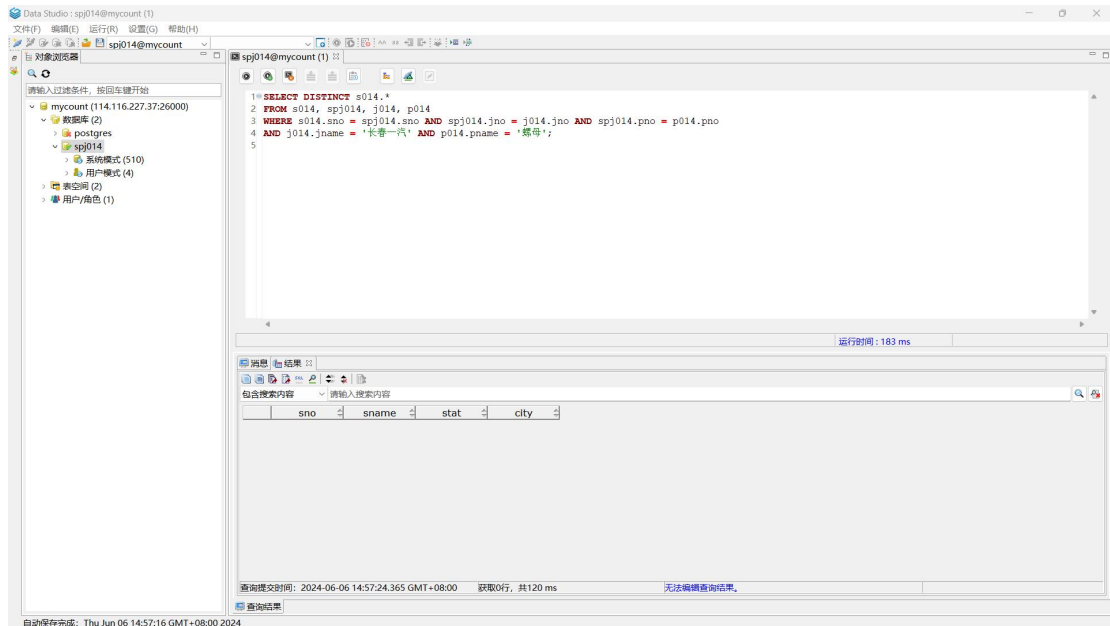 Data Studio : spj014@mycount (1)
文件(F) 编辑(E) 运行(R) 设置(G) 帮助(H)
spj014@mycount
对象浏览器
请输入过滤条件，按回车键开始
mycount (114.116.227.37:26000)
数据库 (2)
postgres
spj014
系统模式 (510)
用户模式 (4)
表空间 (2)
用户/角色 (1)
spj014@mycount (1)
1 SELECT DISTINCT s014.*
2 FROM s014, spj014, j014, p014
3 WHERE s014.sno = spj014.sno AND spj014.jno = j014.jno AND spj014.pno = p014.pno
4 AND j014.jname = '长春一汽' AND p014.pname = '螺母';
5
运行时间 : 183 ms
消息 结果
包含搜索内容 请输入搜索内容
sno sname stat city
查询提交时间：2024-06-06 14:57:24.365 GMT+08:00 获取0行，共120 ms 无法编辑查询结果。
查询结果
自动保存完成：Thu Jun 06 14:57:16 GMT+08:00 2024